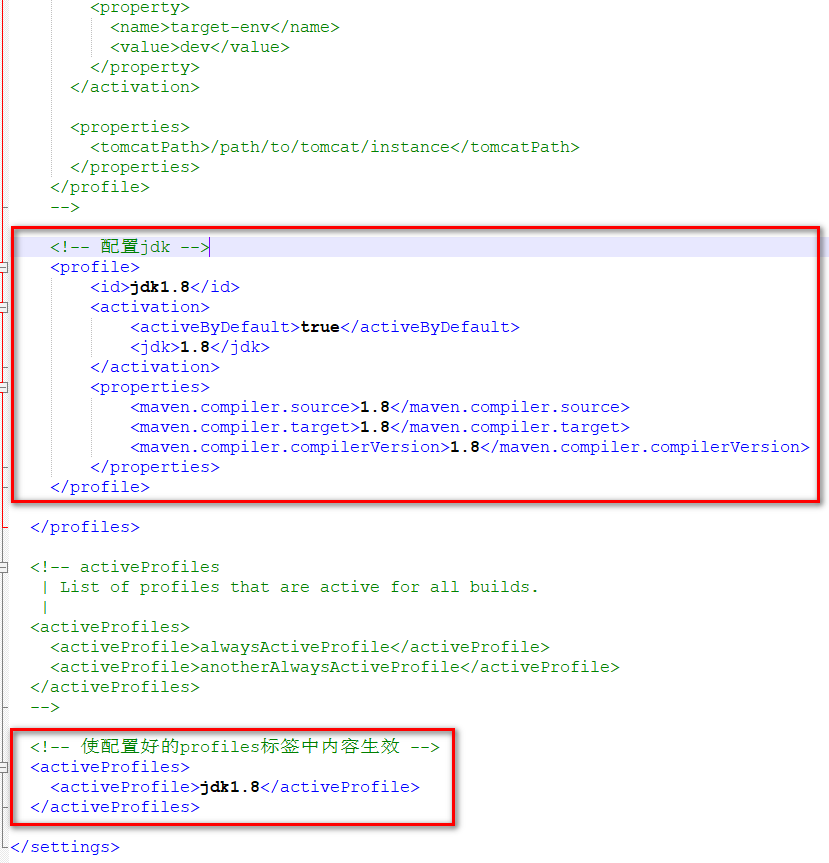 <property>
<name>target-env</name>
<value>dev</value>
</property>
</activation>
<properties>
<tomcatPath>/path/to/tomcat/instance</tomcatPath>
</properties>
</profile>
-->
<!-- 配置jdk -->
<profile>
<id>jdk1.8</id>
<activation>
<activeByDefault>true</activeByDefault>
<jdk>1.8</jdk>
</activation>
<properties>
<maven.compiler.source>1.8</maven.compiler.source>
<maven.compiler.target>1.8</maven.compiler.target>
<maven.compiler.compilerVersion>1.8</maven.compiler.compilerVersion>
</properties>
</profile>
</profiles>
<!-- activeProfiles
| List of profiles that are active for all builds.
|
<activeProfiles>
<activeProfile>alwaysActiveProfile</activeProfile>
<activeProfile>anotherAlwaysActiveProfile</activeProfile>
</activeProfiles>
-->
<!-- 使配置好的profiles标签中内容生效 -->
<activeProfiles>
<activeProfile>jdk1.8</activeProfile>
</activeProfiles>
</settings>